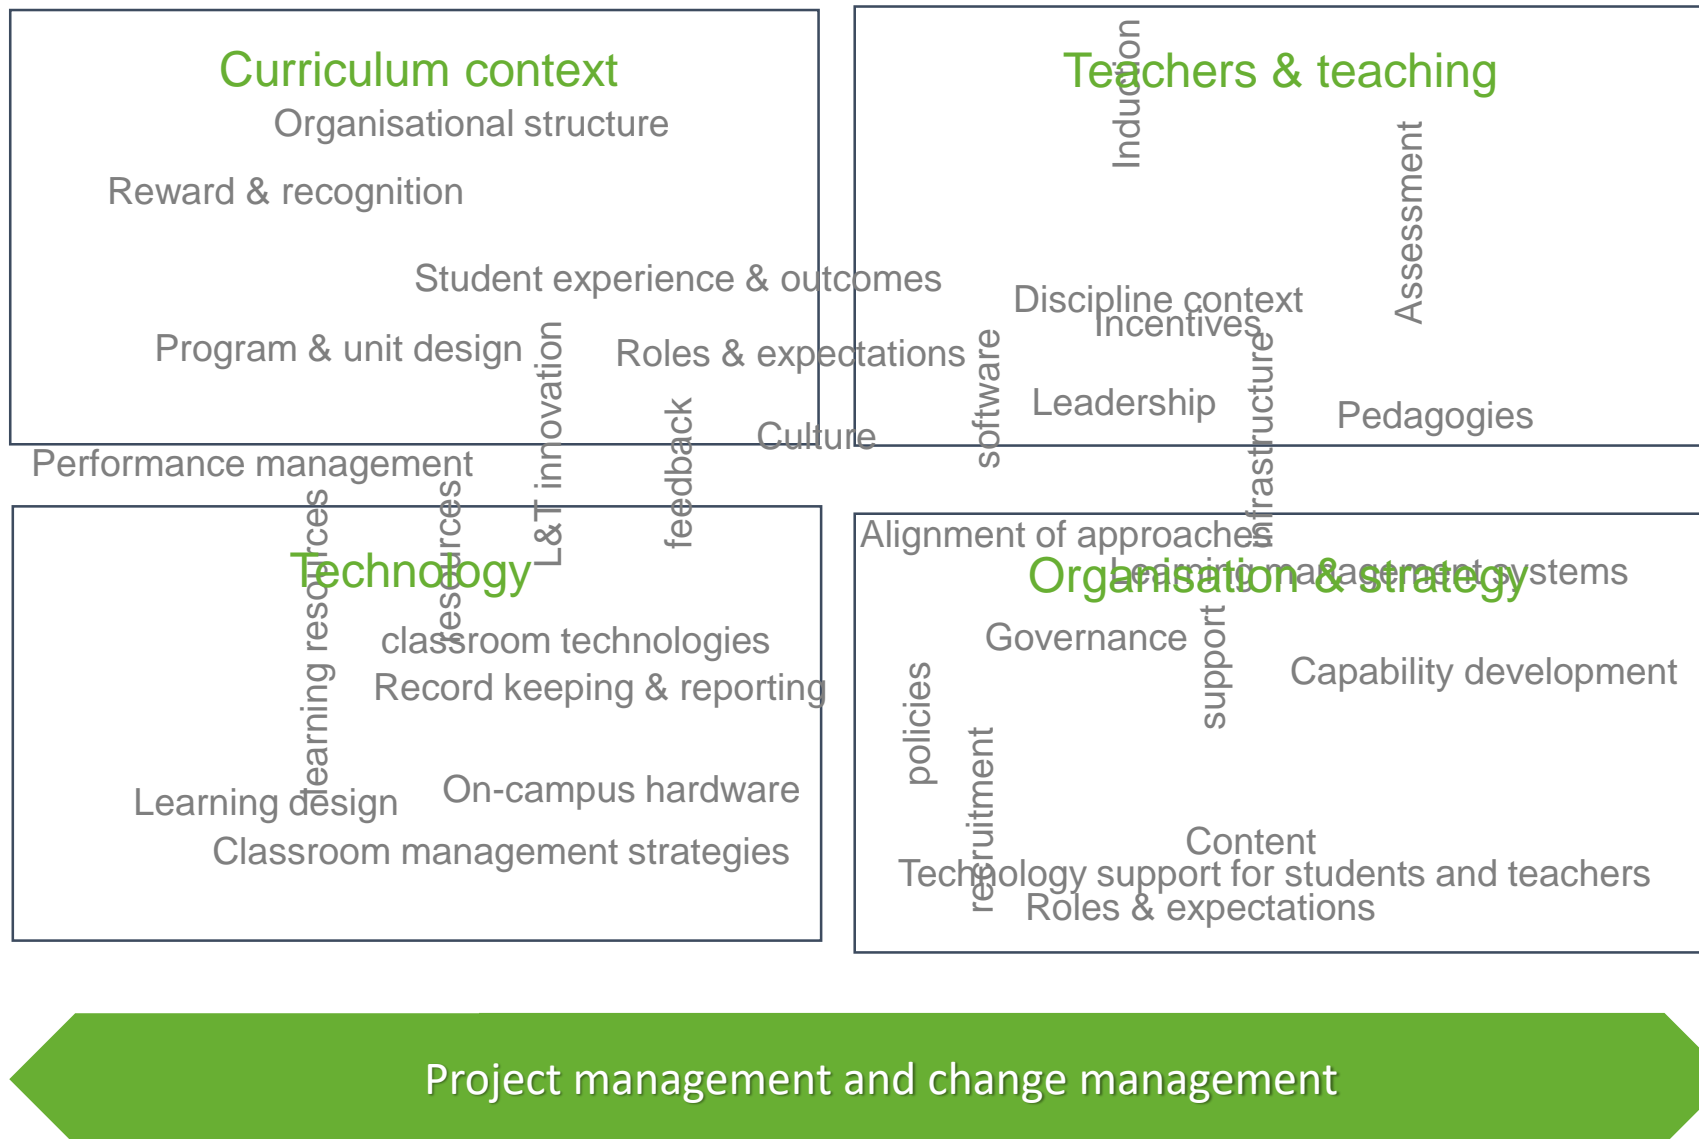 Curriculum context
Organisational structure
Reward & recognition
Student experience & outcomes
Program & unit design
Roles & expectations
L&T innovation
feedback
Culture
Performance management
Teachers & teaching
Induction
Assessment
Discipline context
Incentives
software
infrastructure
Leadership
Pedagogies
Technology
learning resources
resources
classroom technologies
Record keeping & reporting
On-campus hardware
Learning design
Classroom management strategies
Alignment of approaches
Learning management systems
Organisation & strategy
Governance
support
Capability development
policies
recruitment
Content
Technology support for students and teachers
Roles & expectations
Project management and change management